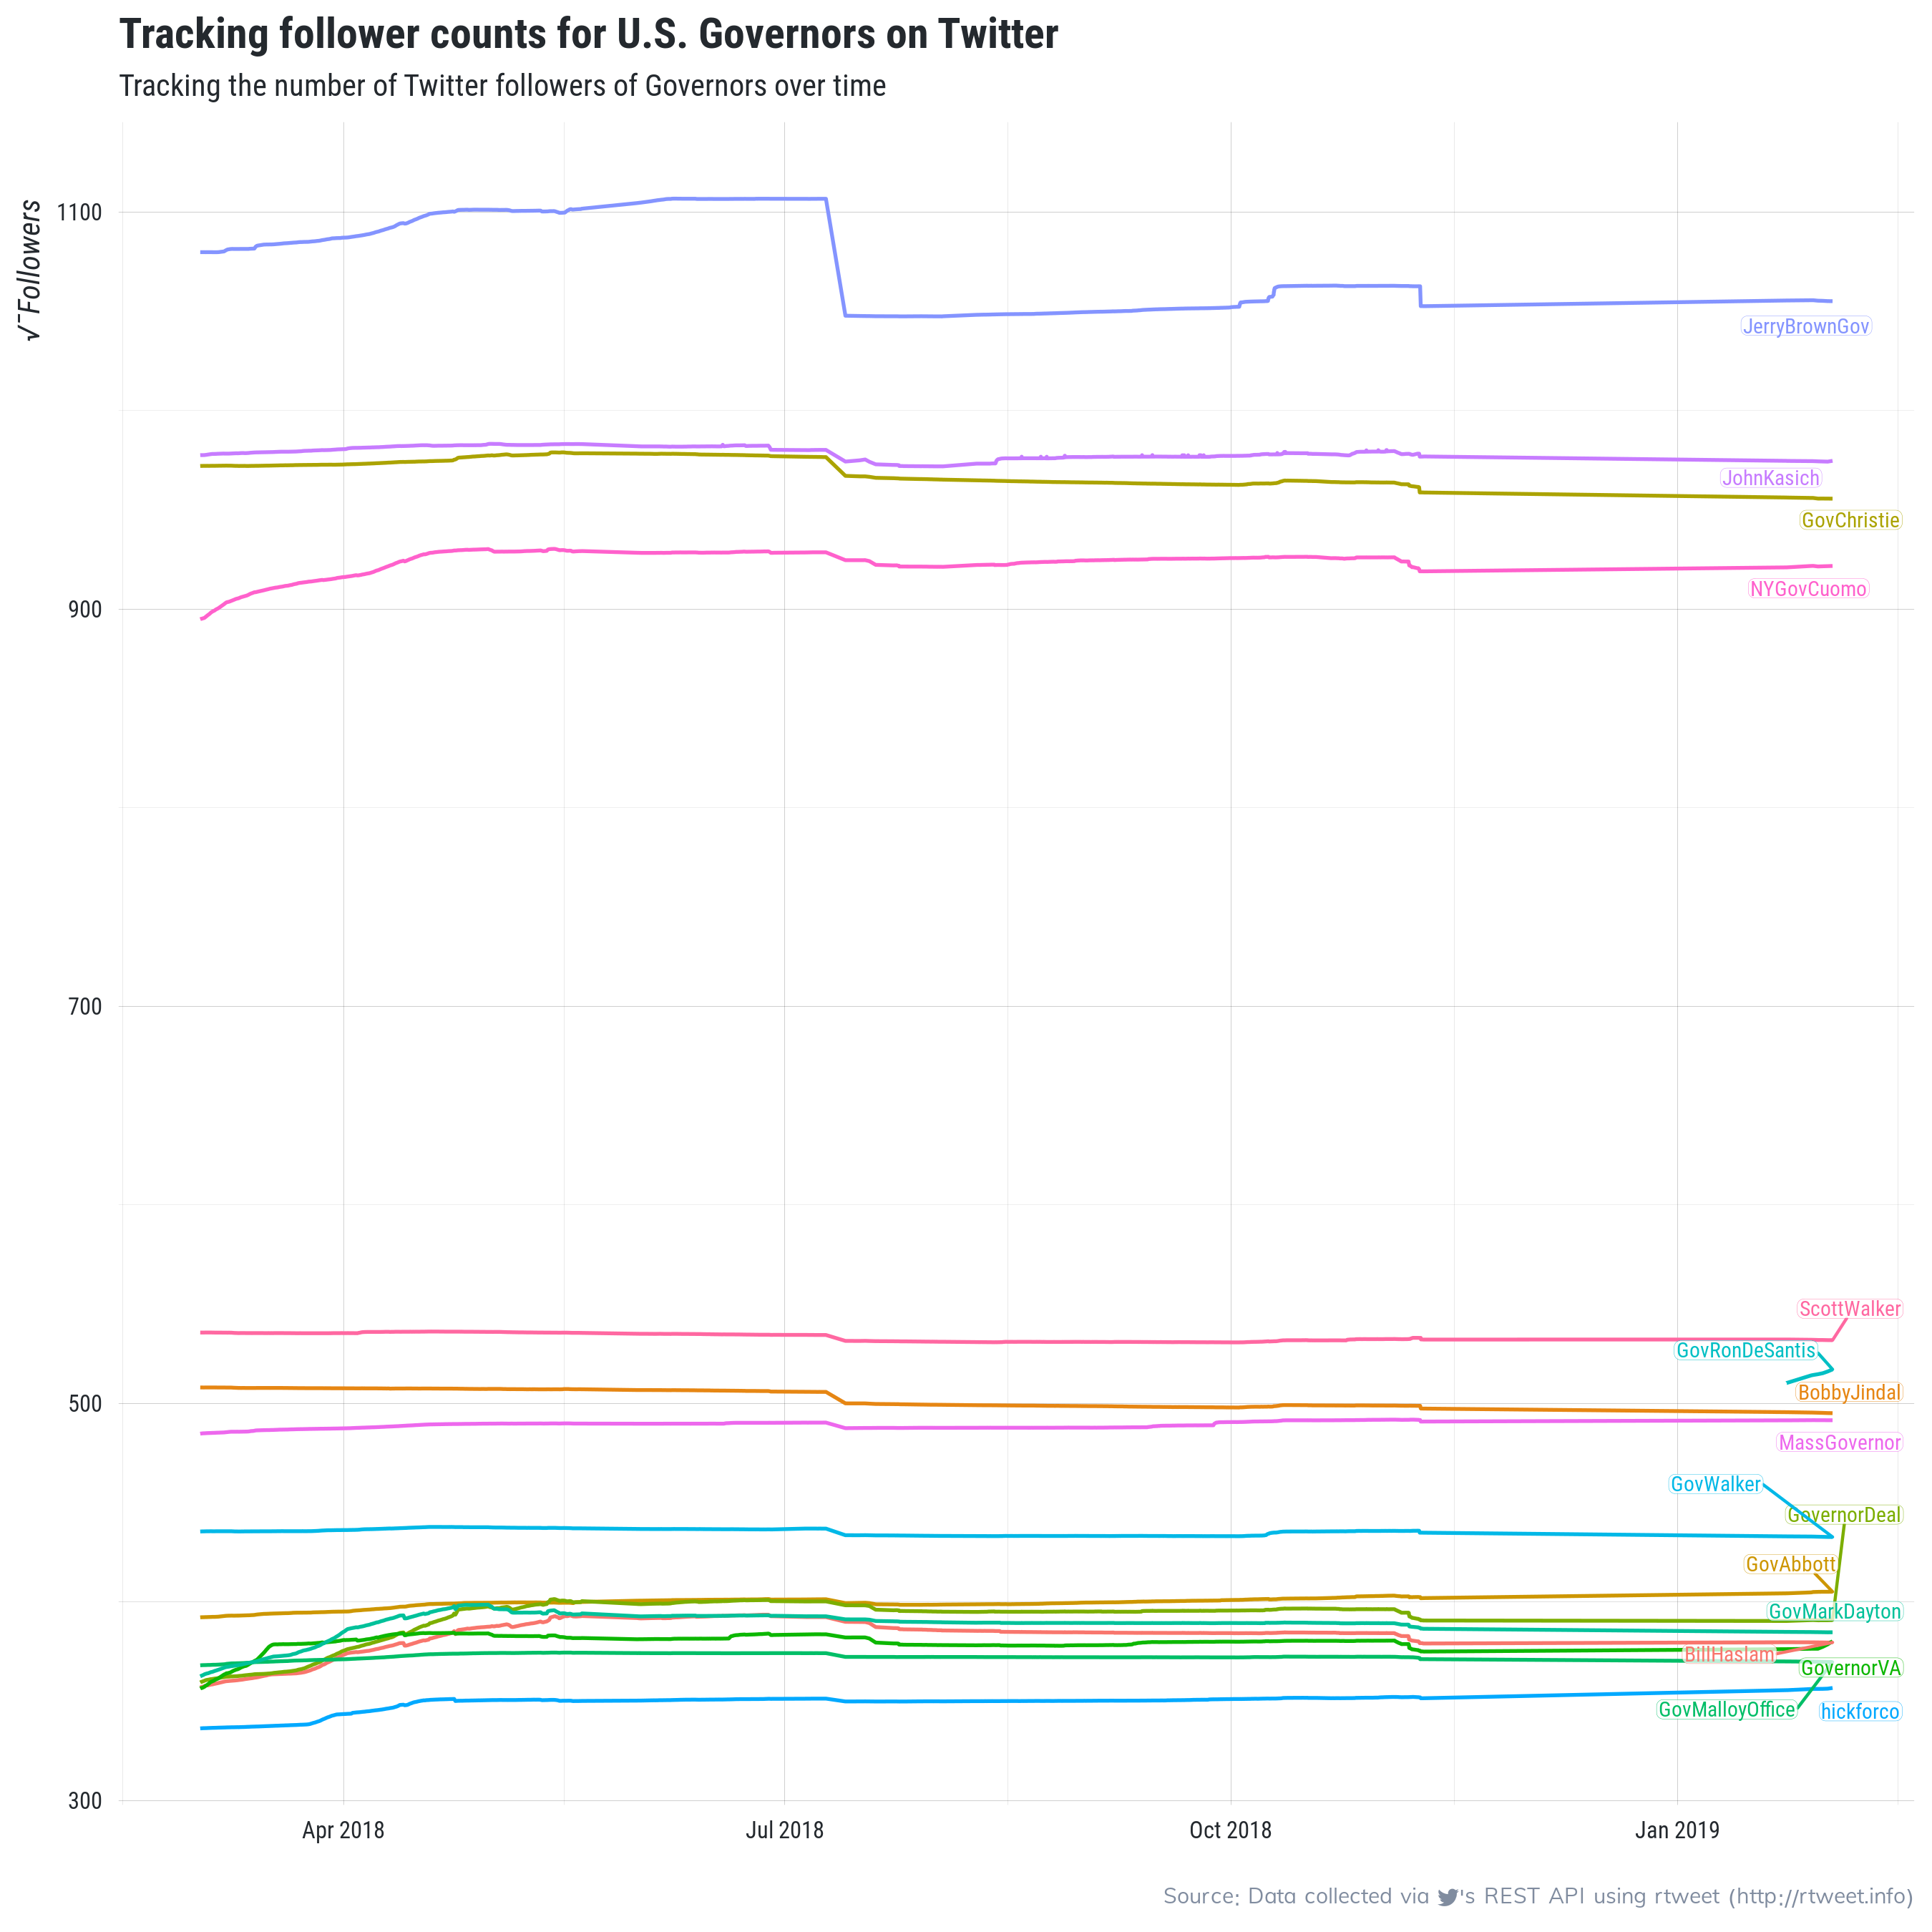 Tracking follower counts for U.S. Governors on Twitter
Tracking the number of Twitter followers of Governors over time
√¯Followers
1100
900
700
500
300
JerryBrownGov
JohnKasich
GovChristie
NYGovCuomo
ScottWalker
GovRonDeSantis
BobbyJindal
MassGovernor
GovWalker
GovernorDeal
GovAbbott
GovMarkDayton
BillHaslam
GovernorVA
GovMalloyOffice
hickforco
Apr 2018
Jul 2018
Oct 2018
Jan 2019
Source: Data collected via 's REST API using rtweet (http://rtweet.info)